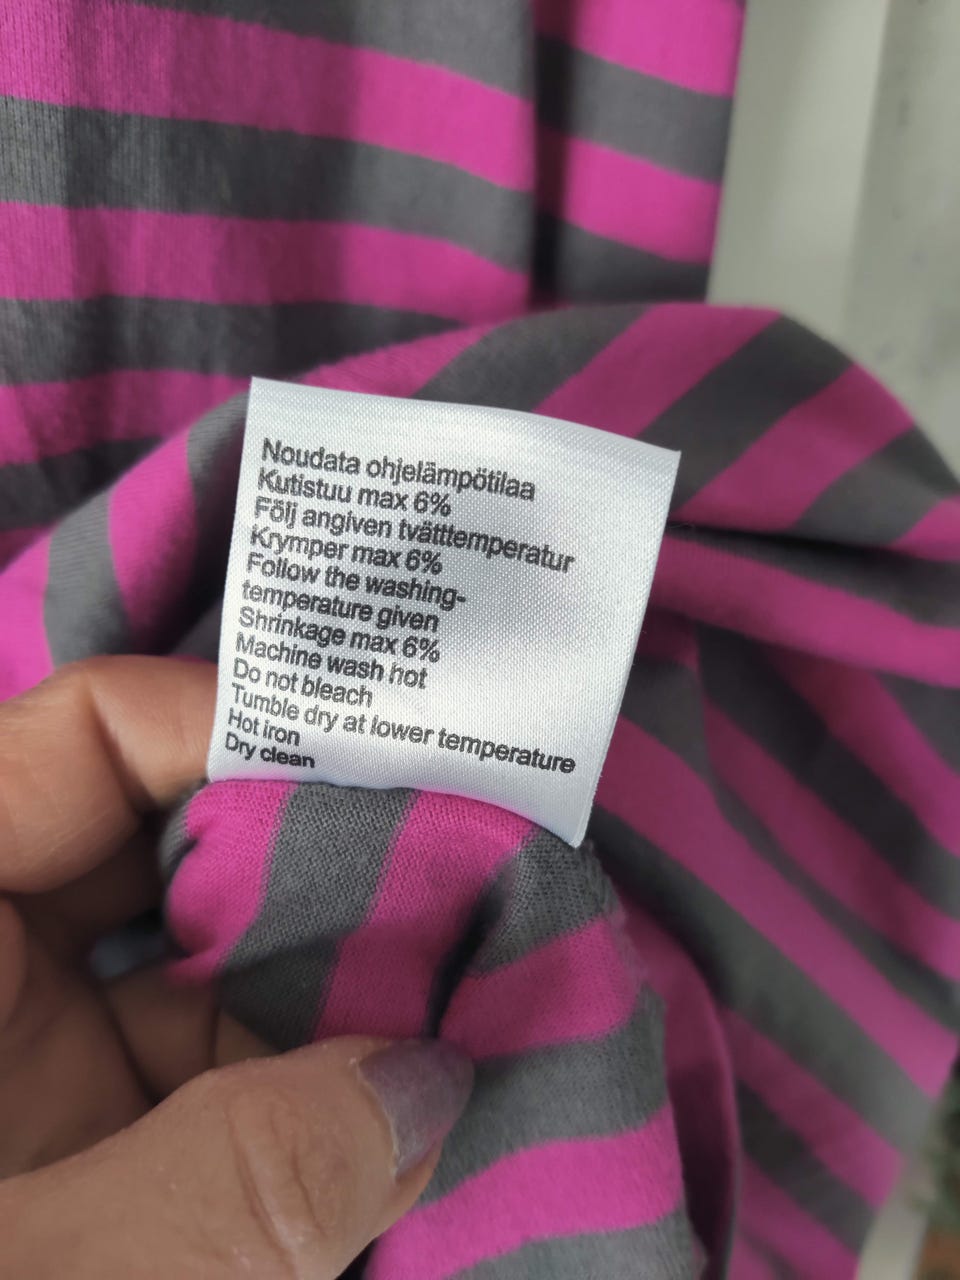 Noudata ohjelämpötilaa
Kutistuu max 6%
Följ angiven tvätttemperatur
Krymper max 6%
Follow the washing-
temperature given
Shrinkage max 6%
Machine wash hot
Do not bleach
Tumble dry at lower temperature
Hot iron
Dry clean